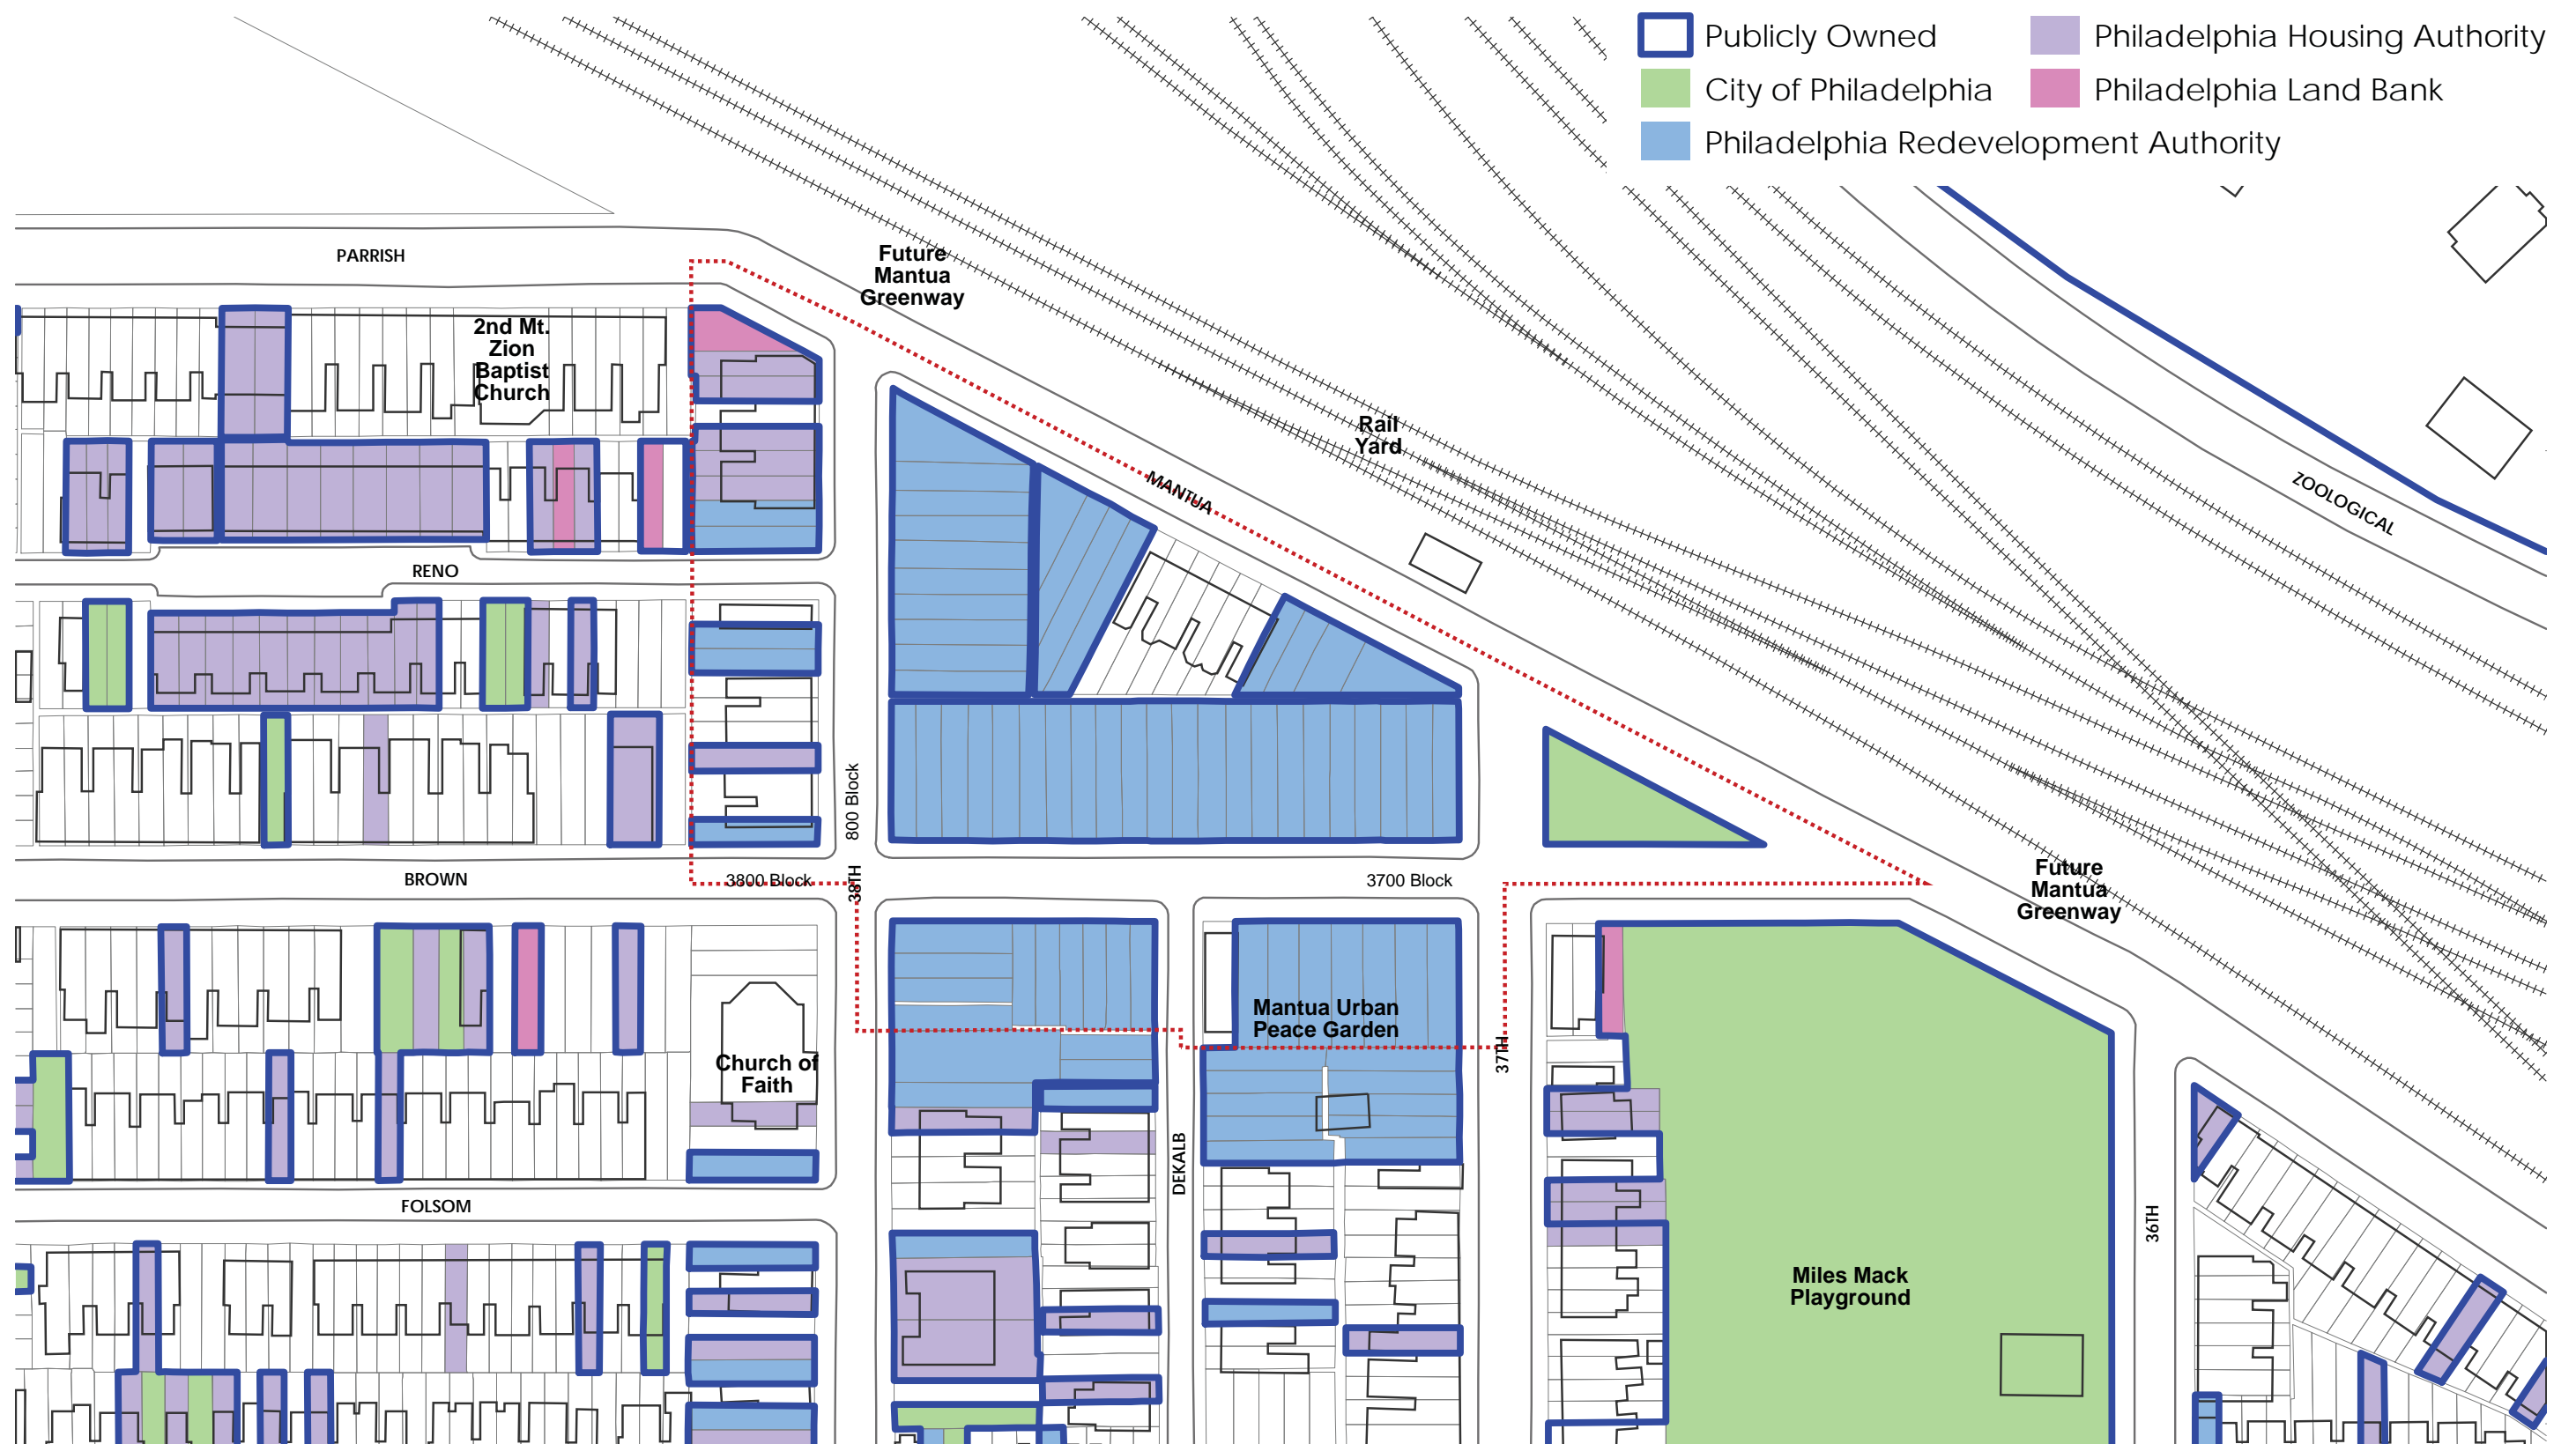 Publicly Owned
Philadelphia Housing Authority
City of Philadelphia
Philadelphia Land Bank
Philadelphia Redevelopment Authority
PARRISH
Future
Mantua
Greenway
2nd Mt.
Zion
Baptist
Church
Rail
Yard
MANTUA
ZOOLOGICAL
RENO
800 Block
BROWN
3800 Block
38TH
3700 Block
Future
Mantua
Greenway
Mantua Urban
Peace Garden
37TH
Church of
Faith
DEKALB
FOLSOM
36TH
Miles Mack
Playground